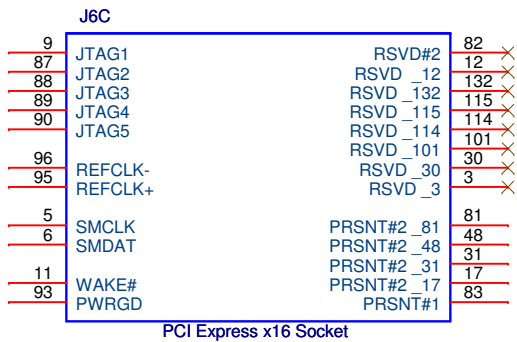 J6C
9 JTAG1 RSVD#2 82
87 JTAG2 RSVD _12 12
88 JTAG3 RSVD _132 132
89 JTAG4 RSVD _115 115
90 JTAG5 RSVD _114 114
RSVD _101 101
96 REFCLK- RSVD _30 30
95 REFCLK+ RSVD _3 3
5 SMCLK PRSNT#2 _81 81
6 SMDAT PRSNT#2 _48 48
PRSNT#2 _31 31
11 WAKE# PRSNT#2 _17 17
93 PWRGD PRSNT#1 83
PCI Express x16 Socket